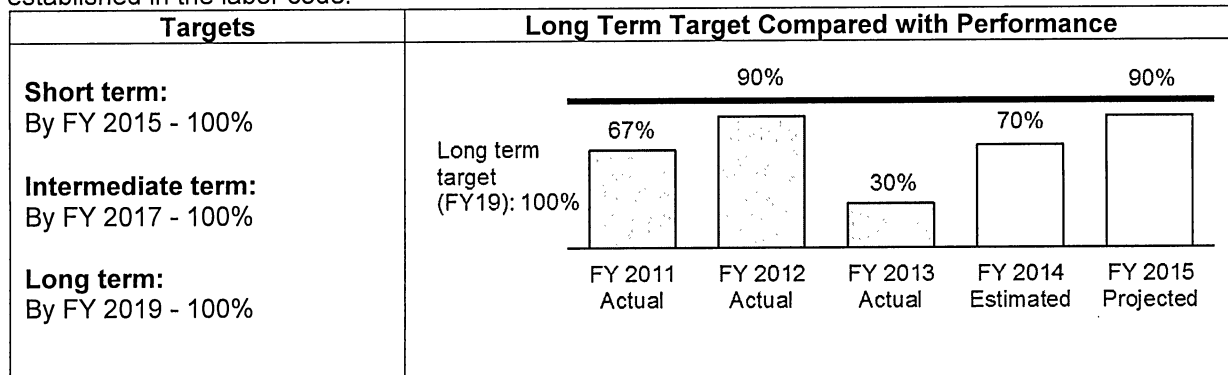 established in the labor code.
Targets
Long Term Target Compared with Performance
Short term:
By FY 2015 - 100%
Intermediate term:
By FY 2017 - 100%
Long term:
By FY 2019 - 100%
Long term
target
(FY19): 100%
67%
90%
30%
70%
90%
FY 2011
Actual
FY 2012
Actual
FY 2013
Actual
FY 2014
Estimated
FY 2015
Projected